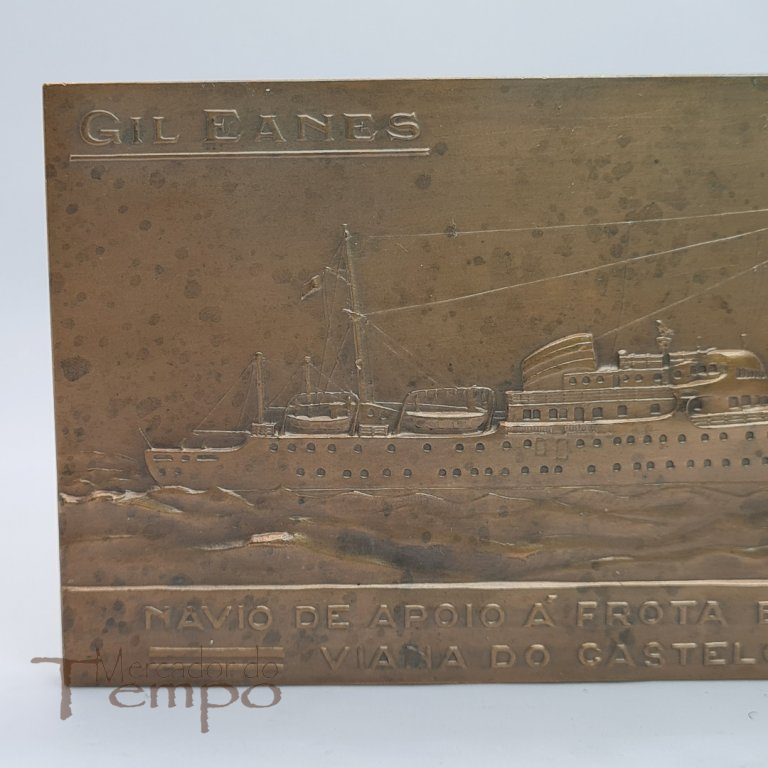 GIL EANES
NAVIO DE APOIO Á FROTA
VIANA DO CASTELO
Mercador do
Tempo